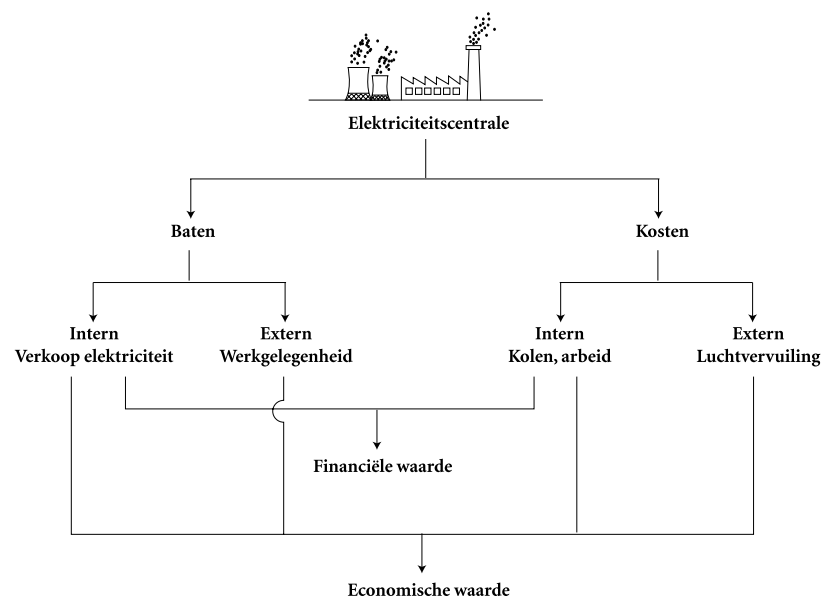 Elektriciteitscentrale
Baten
Kosten
Intern
Verkoop elektriciteit
Extern
Werkgelegenheid
Intern
Kolen, arbeid
Extern
Luchtvervuiling
Financiële waarde
Economische waarde